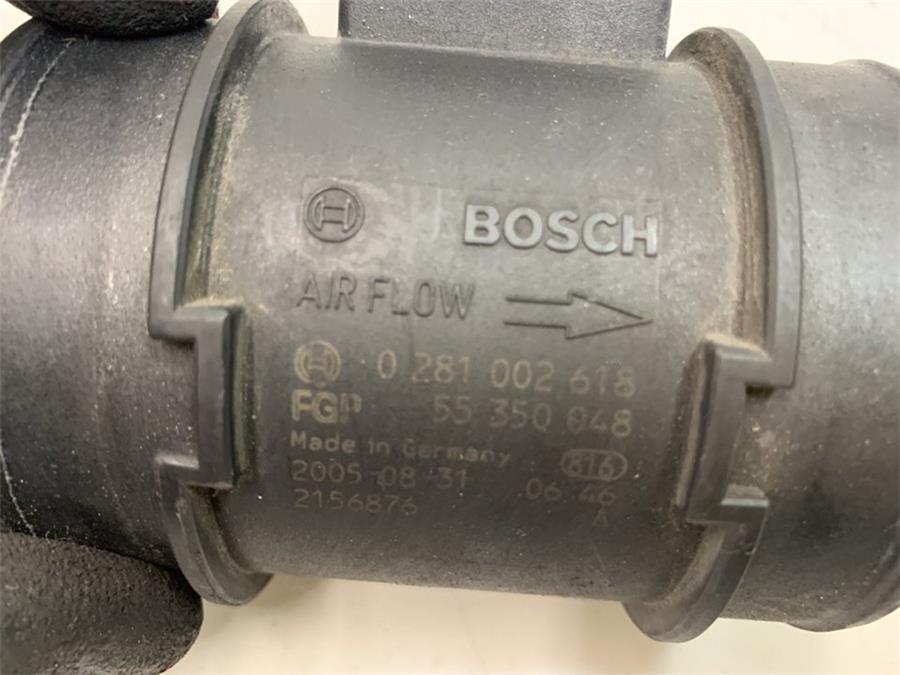 BOSCH
AIR FLOW
0 281 002 618
FGP 55 350 048
Made in Germany 816
2005-08-31 06:46
2156876 A